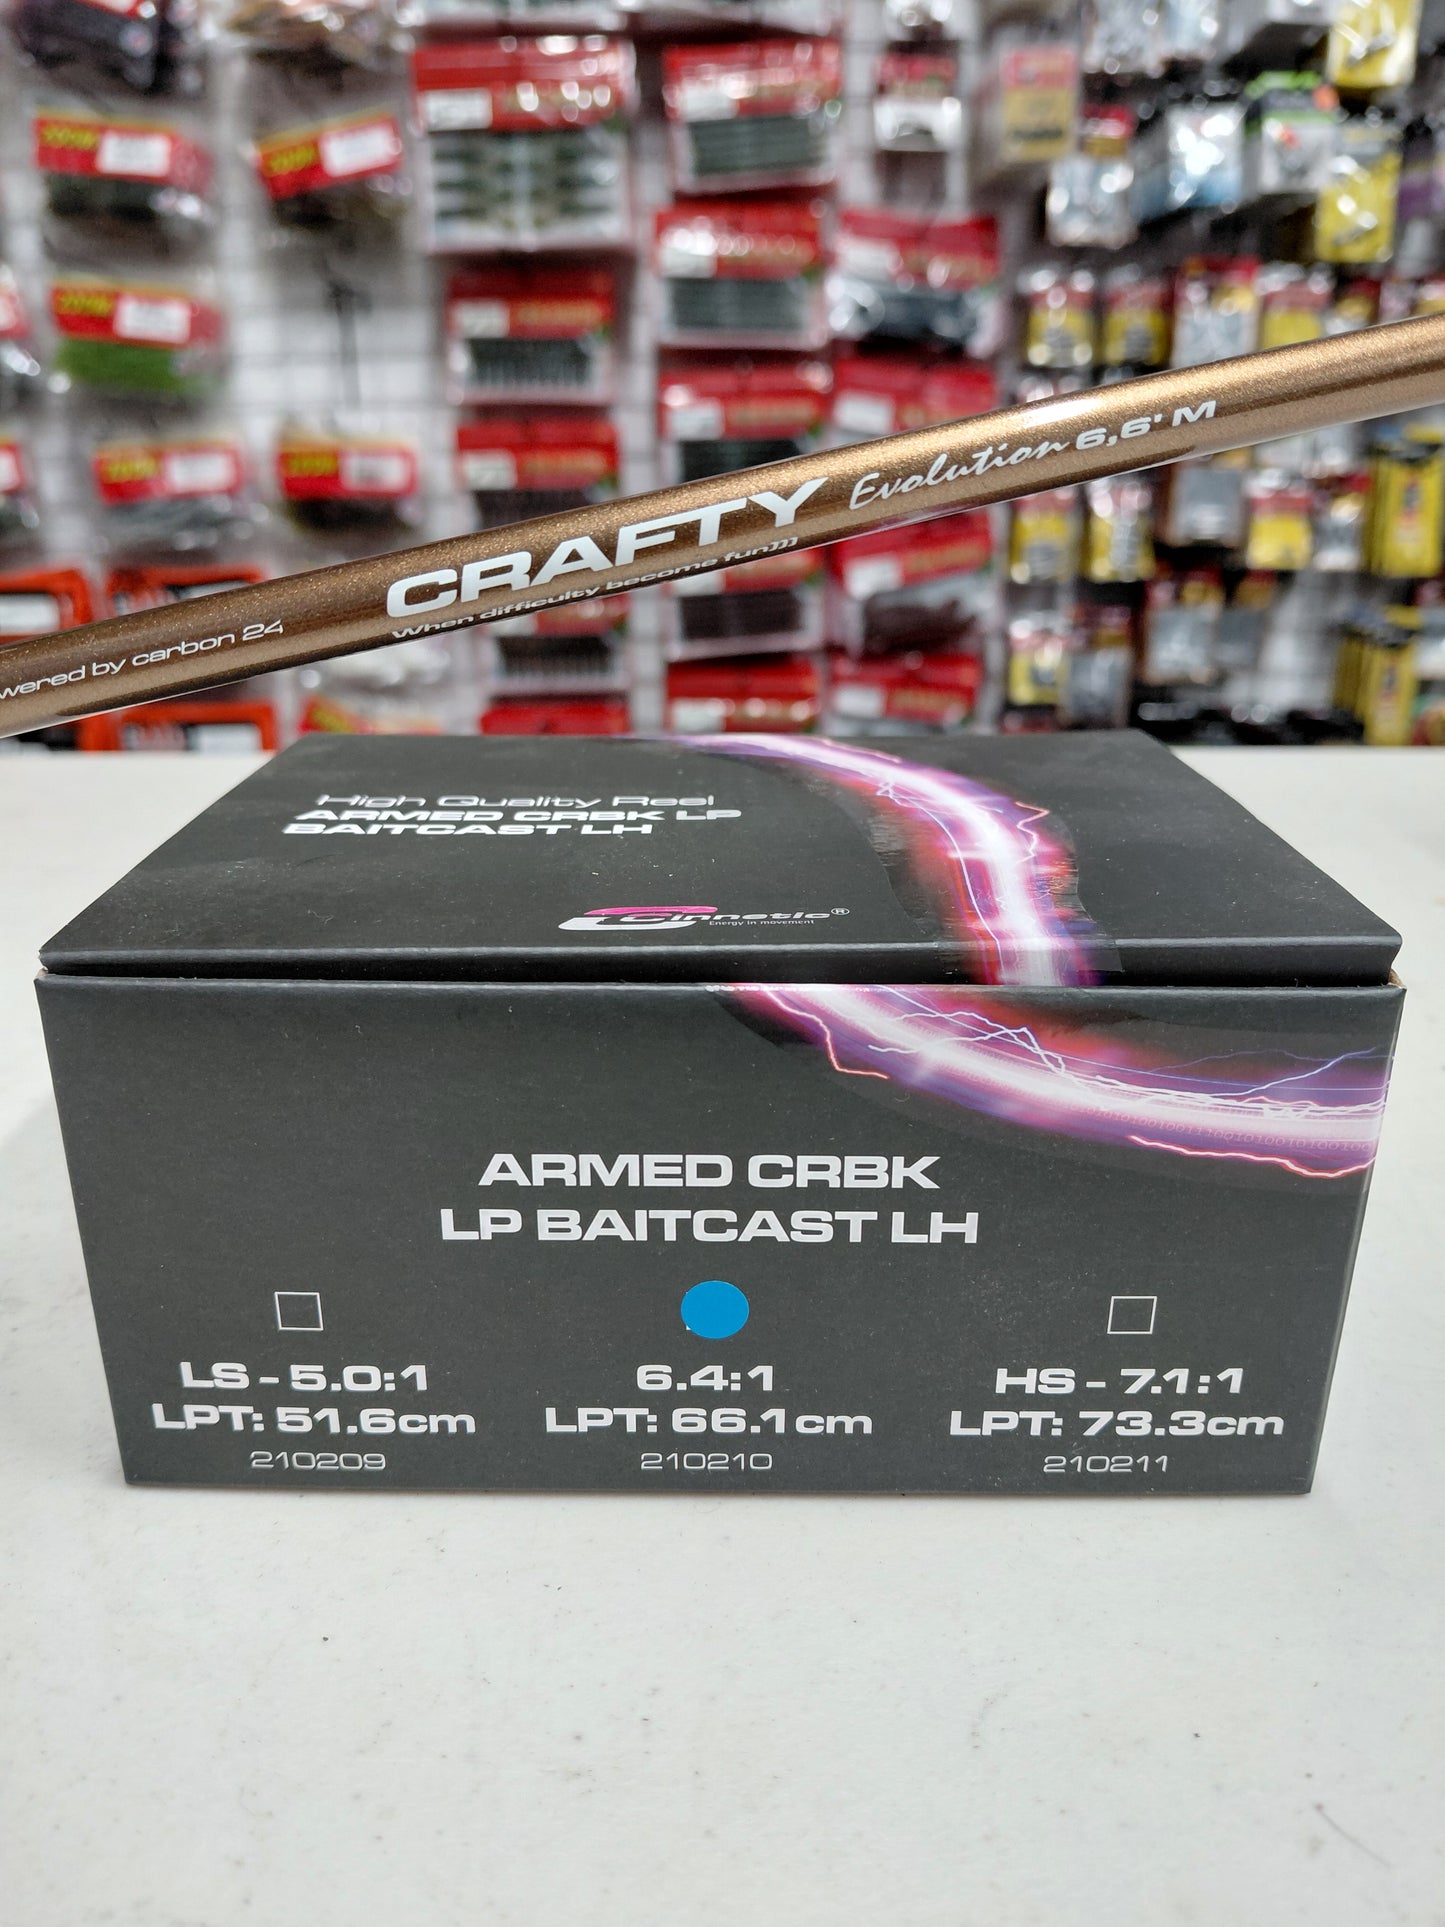 CRAFTY Evolution 6,6' M
When difficulty become fun}}}
wered by carbon 24
High Quality Reel
ARMED CRBK LP
BAITCAST LH
Cinnetic®
Energy in movement
ARMED CRBK
LP BAITCAST LH
LS - 5.0:1
LPT: 51.6cm
210209
6.4:1
LPT: 66.1cm
210210
HS - 7.1:1
LPT: 73.3cm
210211